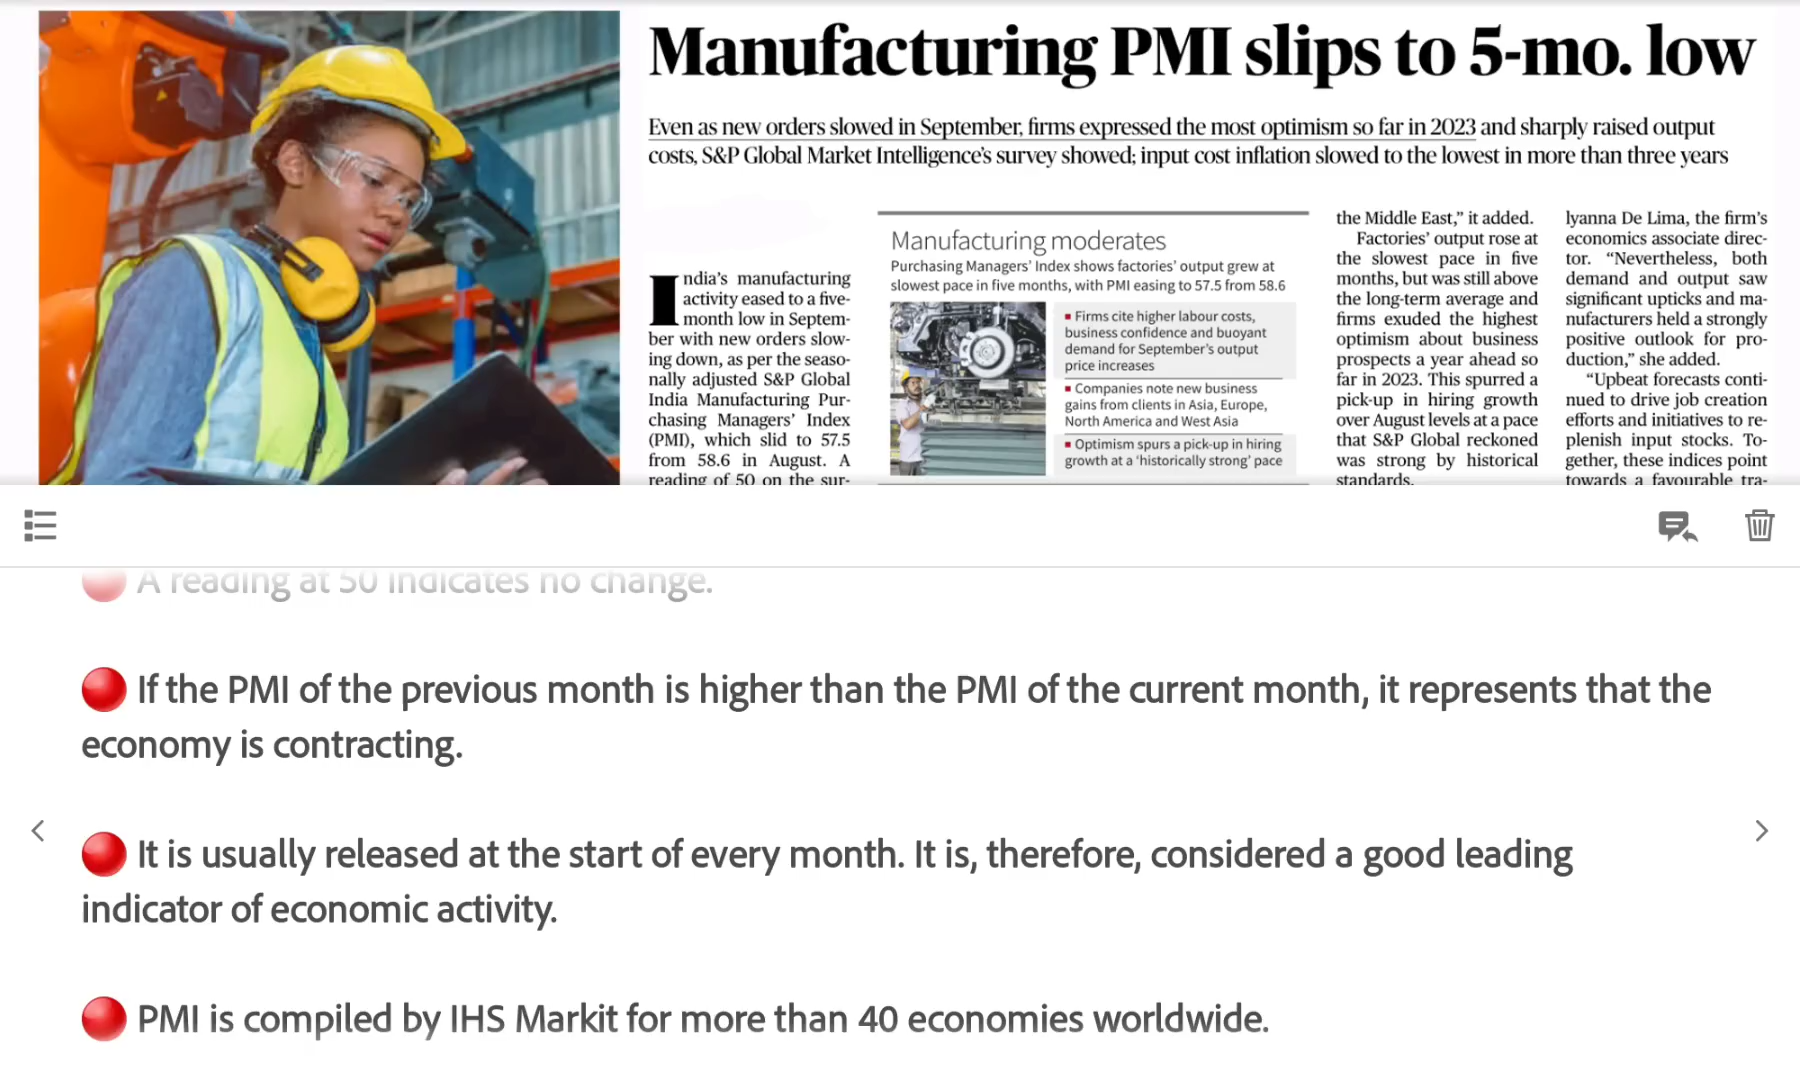 Manufacturing PMI slips to 5-mo. low
Even as new orders slowed in September, firms expressed the most optimism so far in 2023 and sharply raised output
costs, S&P Global Market Intelligence's survey showed; input cost inflation slowed to the lowest in more than three years
India's manufacturing
activity eased to a five-
month low in Septem-
ber with new orders slow-
ing down, as per the seaso-
nally adjusted S&P Global
India Manufacturing Pur-
chasing Managers' Index
(PMI), which slid to 57.5
from 58.6 in August. A
reading of 50 on the sur-
Manufacturing moderates
Purchasing Managers' Index shows factories' output grew at
slowest pace in five months, with PMI easing to 57.5 from 58.6
▪ Firms cite higher labour costs,
business confidence and buoyant
demand for September's output
price increases
▪ Companies note new business
gains from clients in Asia, Europe,
North America and West Asia
▪ Optimism spurs a pick-up in hiring
growth at a 'historically strong' pace
the Middle East," it added.
Factories' output rose at
the slowest pace in five
months, but was still above
the long-term average and
firms exuded the highest
optimism about business
prospects a year ahead so
far in 2023. This spurred a
pick-up in hiring growth
over August levels at a pace
that S&P Global reckoned
was strong by historical
standards.
lyanna De Lima, the firm's
economics associate direc-
tor. "Nevertheless, both
demand and output saw
significant upticks and ma-
nufacturers held a strongly
positive outlook for pro-
duction," she added.
"Upbeat forecasts conti-
nued to drive job creation
efforts and initiatives to re-
plenish input stocks. To-
gether, these indices point
towards a favourable tra-
A reading at 50 indicates no change.
If the PMI of the previous month is higher than the PMI of the current month, it represents that the
economy is contracting.
It is usually released at the start of every month. It is, therefore, considered a good leading
indicator of economic activity.
PMI is compiled by IHS Markit for more than 40 economies worldwide.